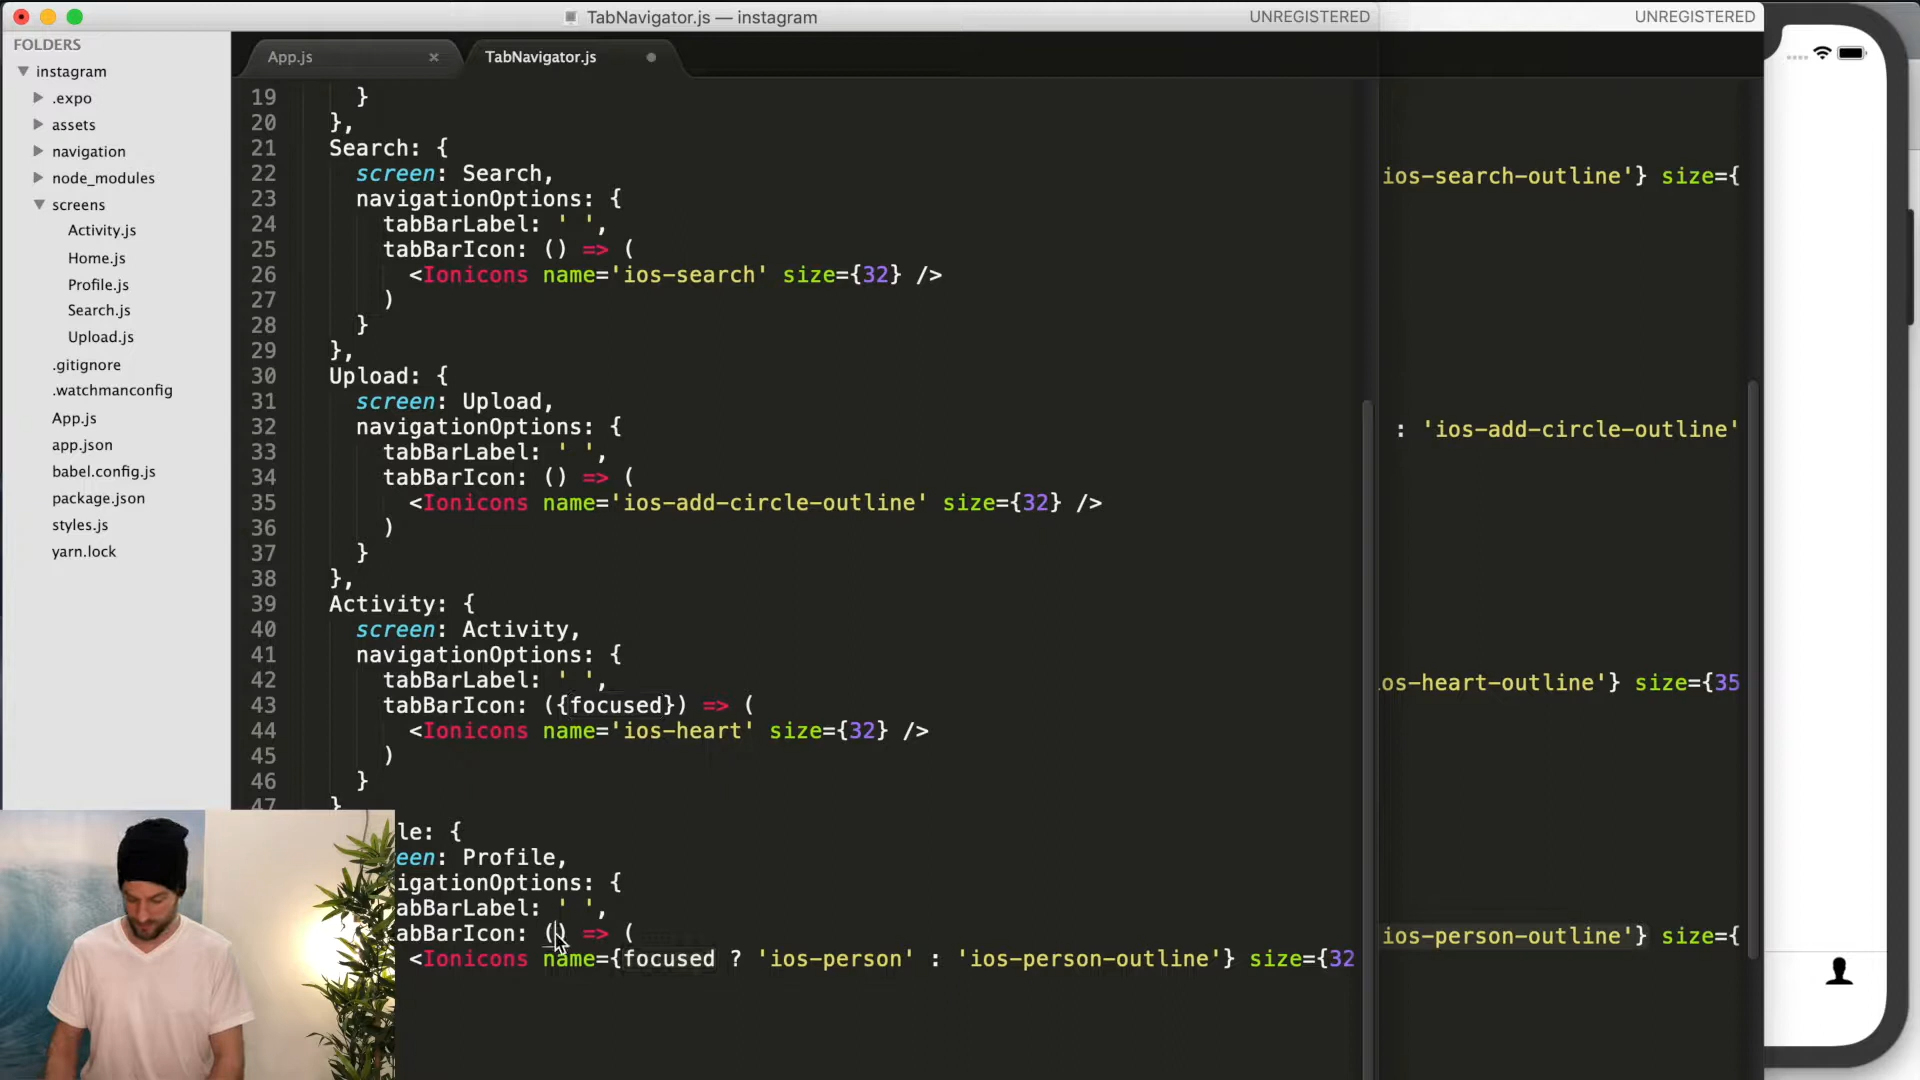 TabNavigator.js — instagram
UNREGISTERED
UNREGISTERED
FOLDERS
instagram
.expo
assets
navigation
node_modules
screens
Activity.js
Home.js
Profile.js
Search.js
Upload.js
.gitignore
.watchmanconfig
App.js
app.json
babel.config.js
package.json
styles.js
yarn.lock
App.js ×
TabNavigator.js
19 }
20 },
21 Search: {
22 screen: Search,
23 navigationOptions: {
24 tabBarLabel: ' ',
25 tabBarIcon: () => (
26 <Ionicons name='ios-search' size={32} />
27 )
28 }
29 },
30 Upload: {
31 screen: Upload,
32 navigationOptions: {
33 tabBarLabel: ' ',
34 tabBarIcon: () => (
35 <Ionicons name='ios-add-circle-outline' size={32} />
36 )
37 }
38 },
39 Activity: {
40 screen: Activity,
41 navigationOptions: {
42 tabBarLabel: ' ',
43 tabBarIcon: ({focused}) => (
44 <Ionicons name='ios-heart' size={32} />
45 )
46 }
47 }
le: {
een: Profile,
igationOptions: {
abBarLabel: ' ',
abBarIcon: () => (
<Ionicons name={focused ? 'ios-person' : 'ios-person-outline'} size={32
ios-search-outline'} size={
: 'ios-add-circle-outline'
os-heart-outline'} size={35
ios-person-outline'} size={